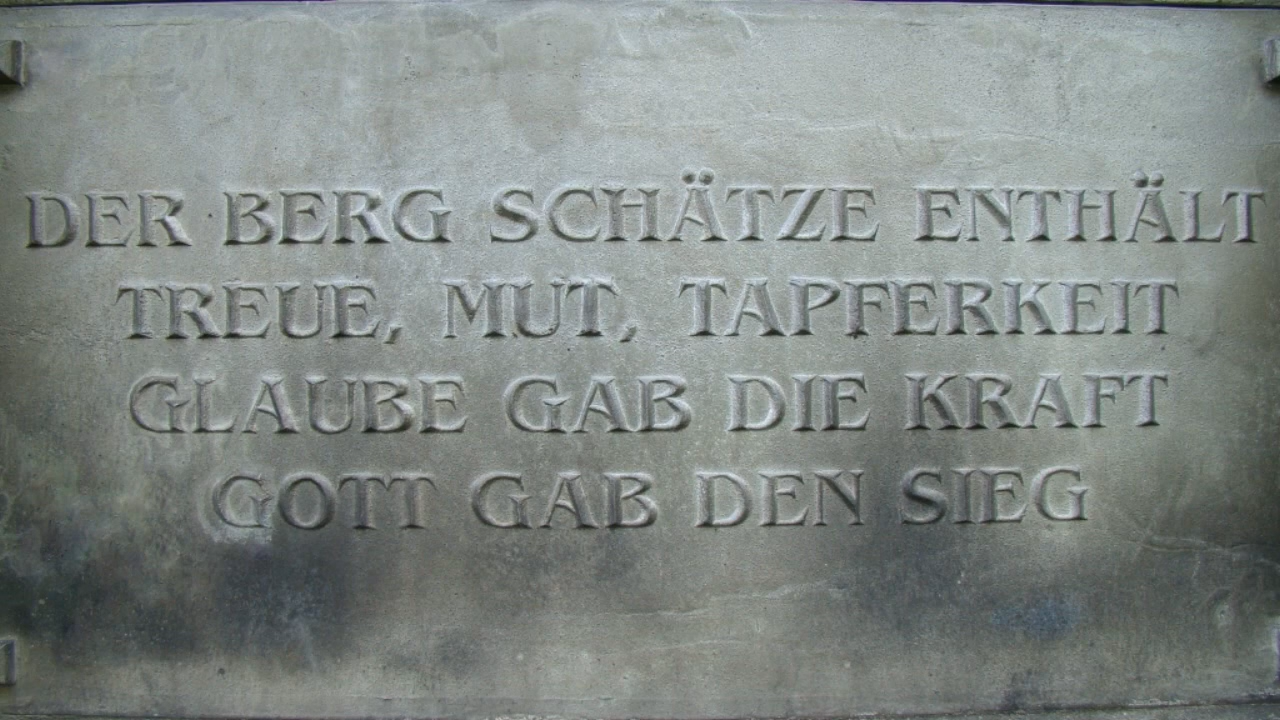 DER BERG SCHÄTZE ENTHÄLT
TREUE, MUT, TAPFERKEIT
GLAUBE GAB DIE KRAFT
GOTT GAB DEN SIEG